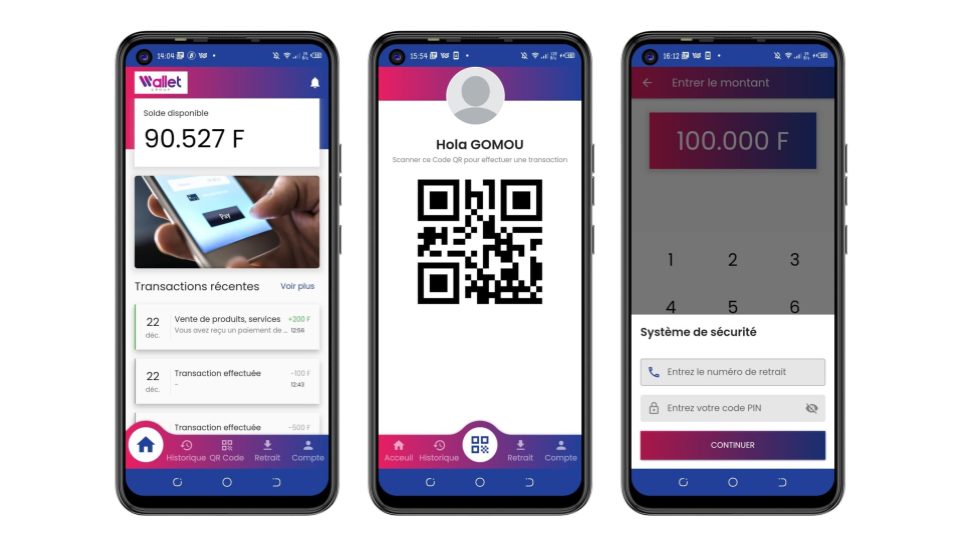 14:04
Wallet
GROUP
Solde disponible
90.527 F
Pay
Transactions récentes
Voir plus
22
déc.
Vente de produits, services
+200 F
Vous avez reçu un paiement de ...
12:56
22
déc.
Transaction effectuée
-100 F
-
12:43
Transaction effectuée
-500 F
Historique
QR Code
Retrait
Compte
15:54
Hola GOMOU
Scanner ce Code QR pour effectuer une transaction
Acceuil
Historique
Retrait
Compte
16:12
Entrer le montant
100.000 F
1
2
3
4
5
6
Système de sécurité
Entrez le numéro de retrait
Entrez votre code PIN
CONTINUER